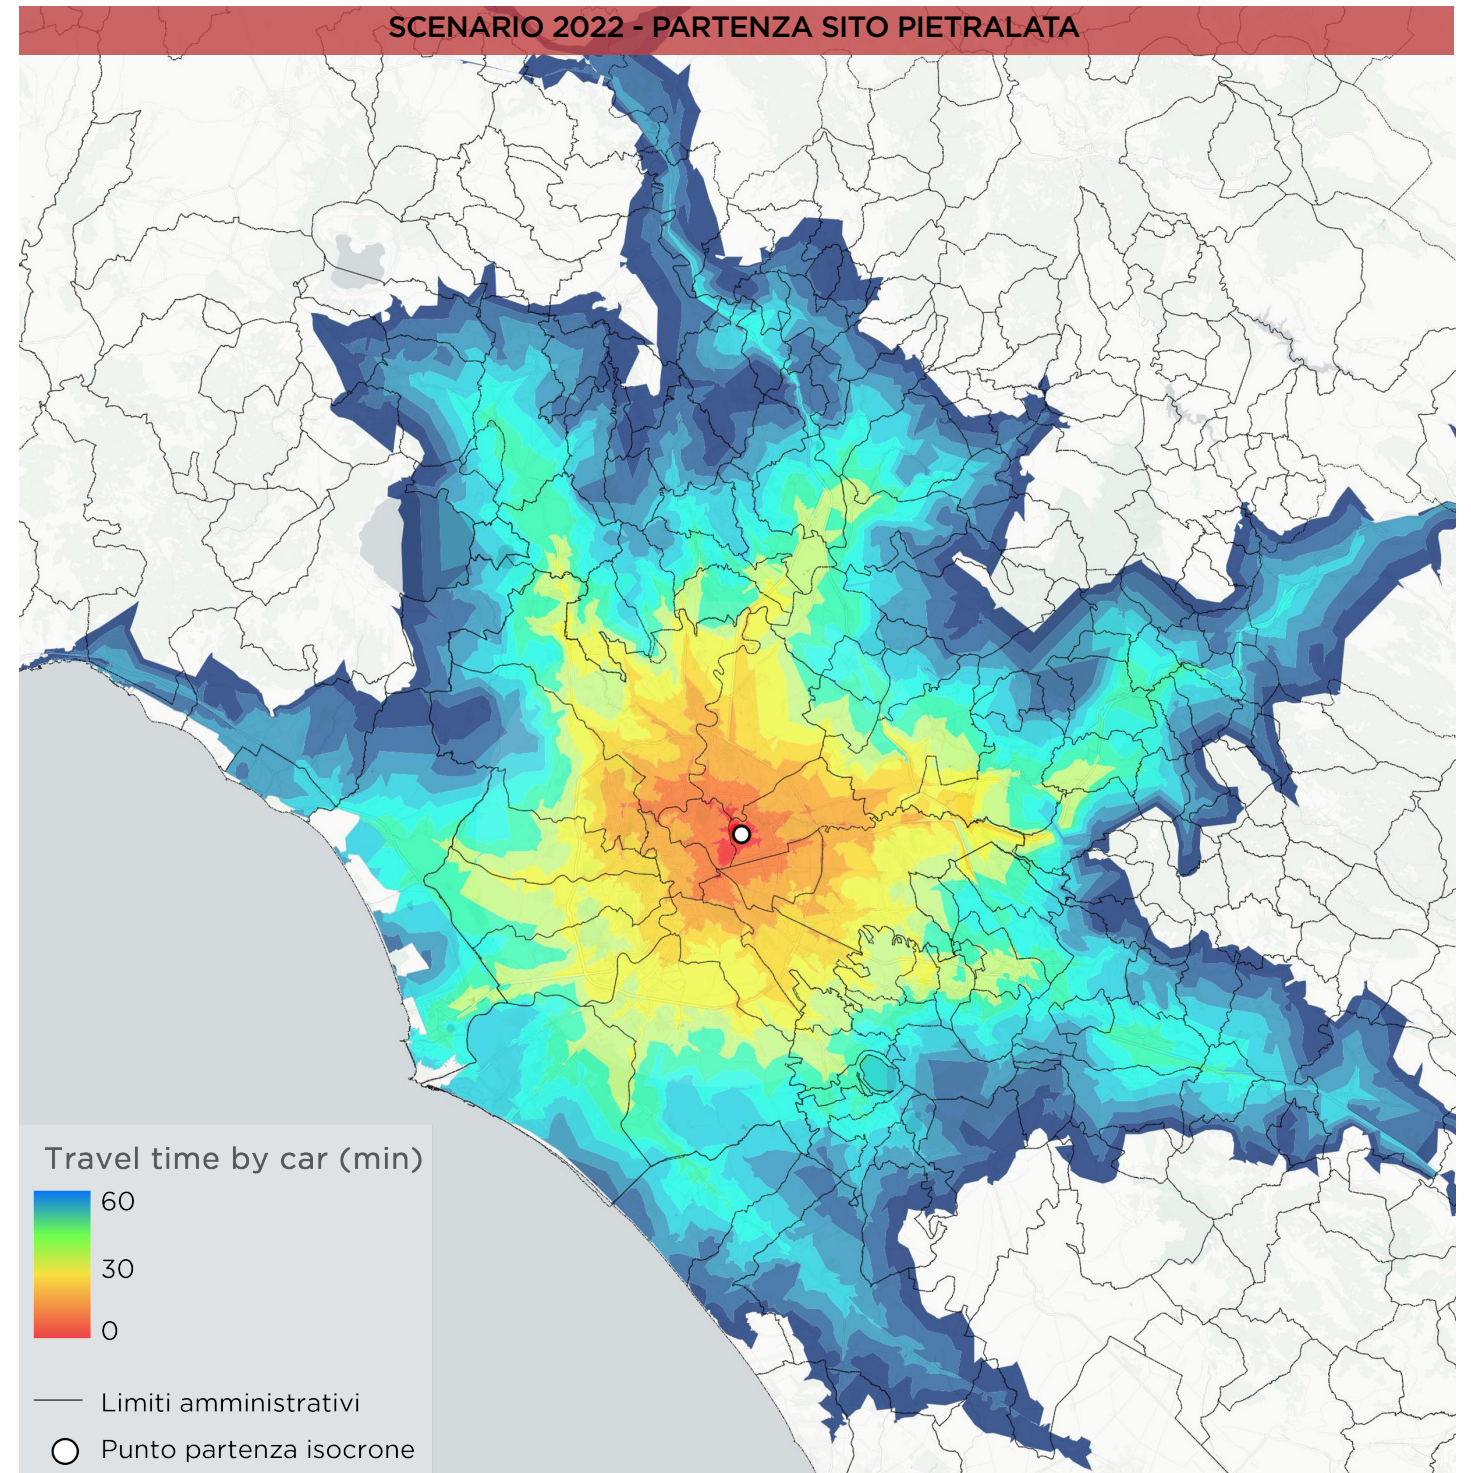 SCENARIO 2022 - PARTENZA SITO PIETRALATA
Travel time by car (min)
60
30
0
Limiti amministrativi
Punto partenza isocrone